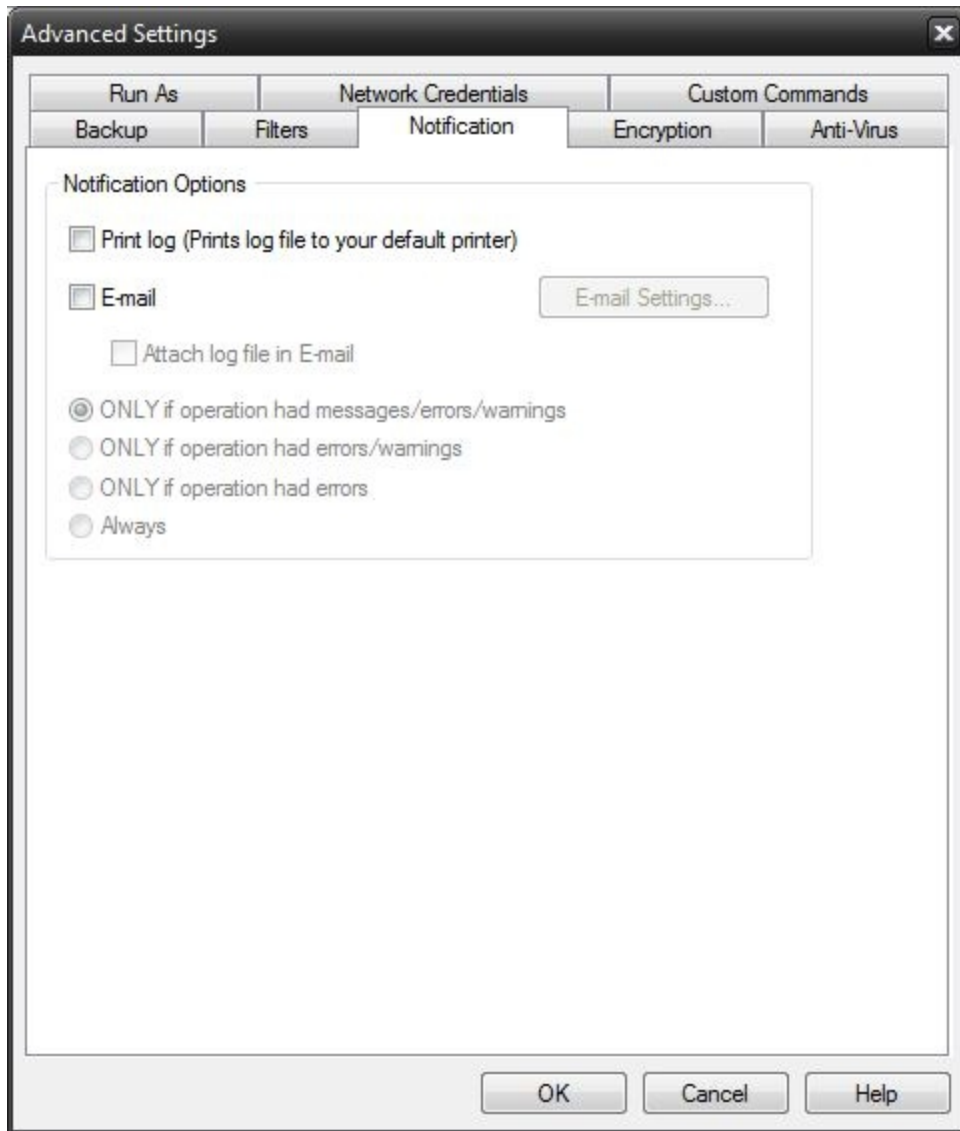 Advanced Settings
Run As Network Credentials Custom Commands
Backup Filters Notification Encryption Anti-Virus
Notification Options
Print log (Prints log file to your default printer)
E-mail E-mail Settings...
Attach log file in E-mail
ONLY if operation had messages/errors/warnings
ONLY if operation had errors/warnings
ONLY if operation had errors
Always
OK Cancel Help